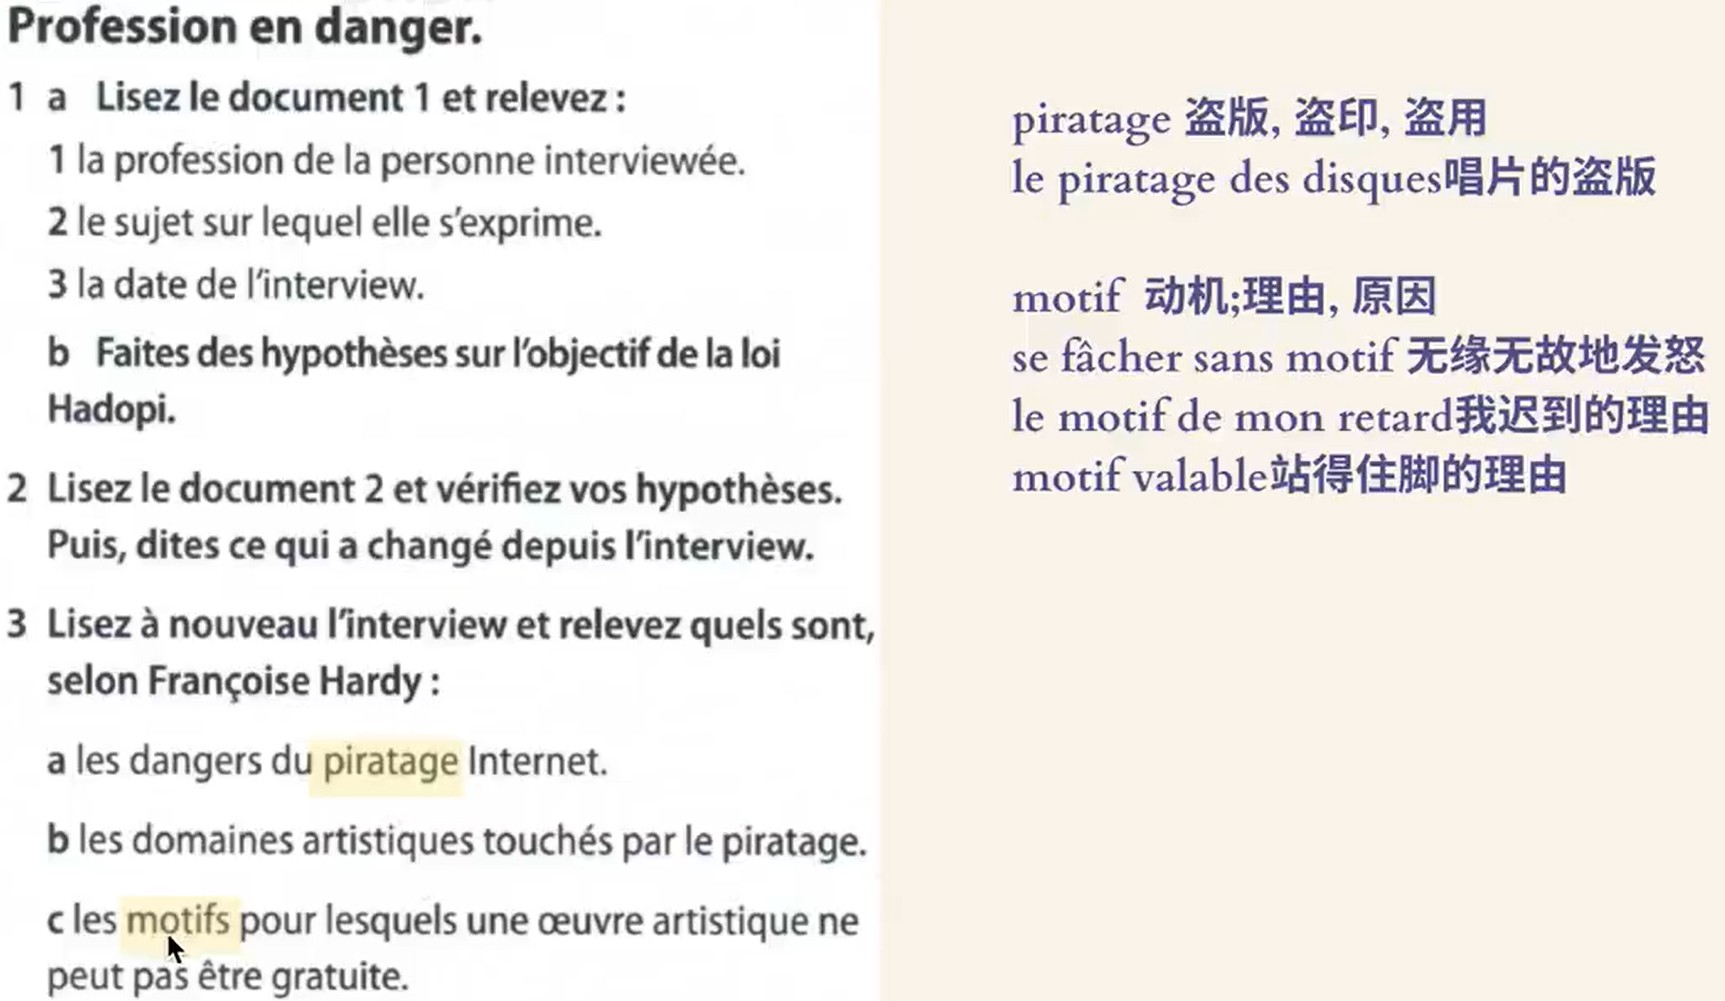 Profession en danger.
1 a Lisez le document 1 et relevez :
1 la profession de la personne interviewée.
2 le sujet sur lequel elle s'exprime.
3 la date de l'interview.
b Faites des hypothèses sur l'objectif de la loi
Hadopi.
2 Lisez le document 2 et vérifiez vos hypothèses.
Puis, dites ce qui a changé depuis l'interview.
3 Lisez à nouveau l'interview et relevez quels sont,
selon Françoise Hardy :
a les dangers du piratage Internet.
b les domaines artistiques touchés par le piratage.
c les motifs pour lesquels une œuvre artistique ne
peut pas être gratuite.
piratage 盗版, 盗印, 盗用
le piratage des disques唱片的盗版
motif 动机;理由, 原因
se fâcher sans motif 无缘无故地发怒
le motif de mon retard我迟到的理由
motif valable站得住脚的理由